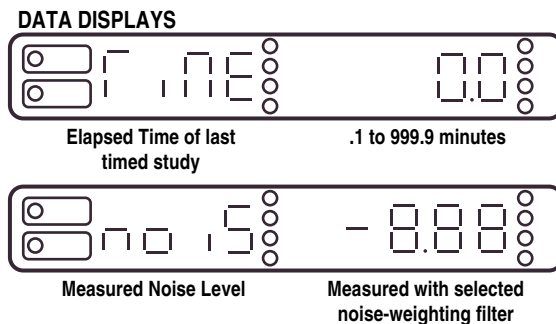 DATA DISPLAYS
TiME 0.0
Elapsed Time of last
timed study
.1 to 999.9 minutes
noiS -8.88
Measured Noise Level
Measured with selected
noise-weighting filter